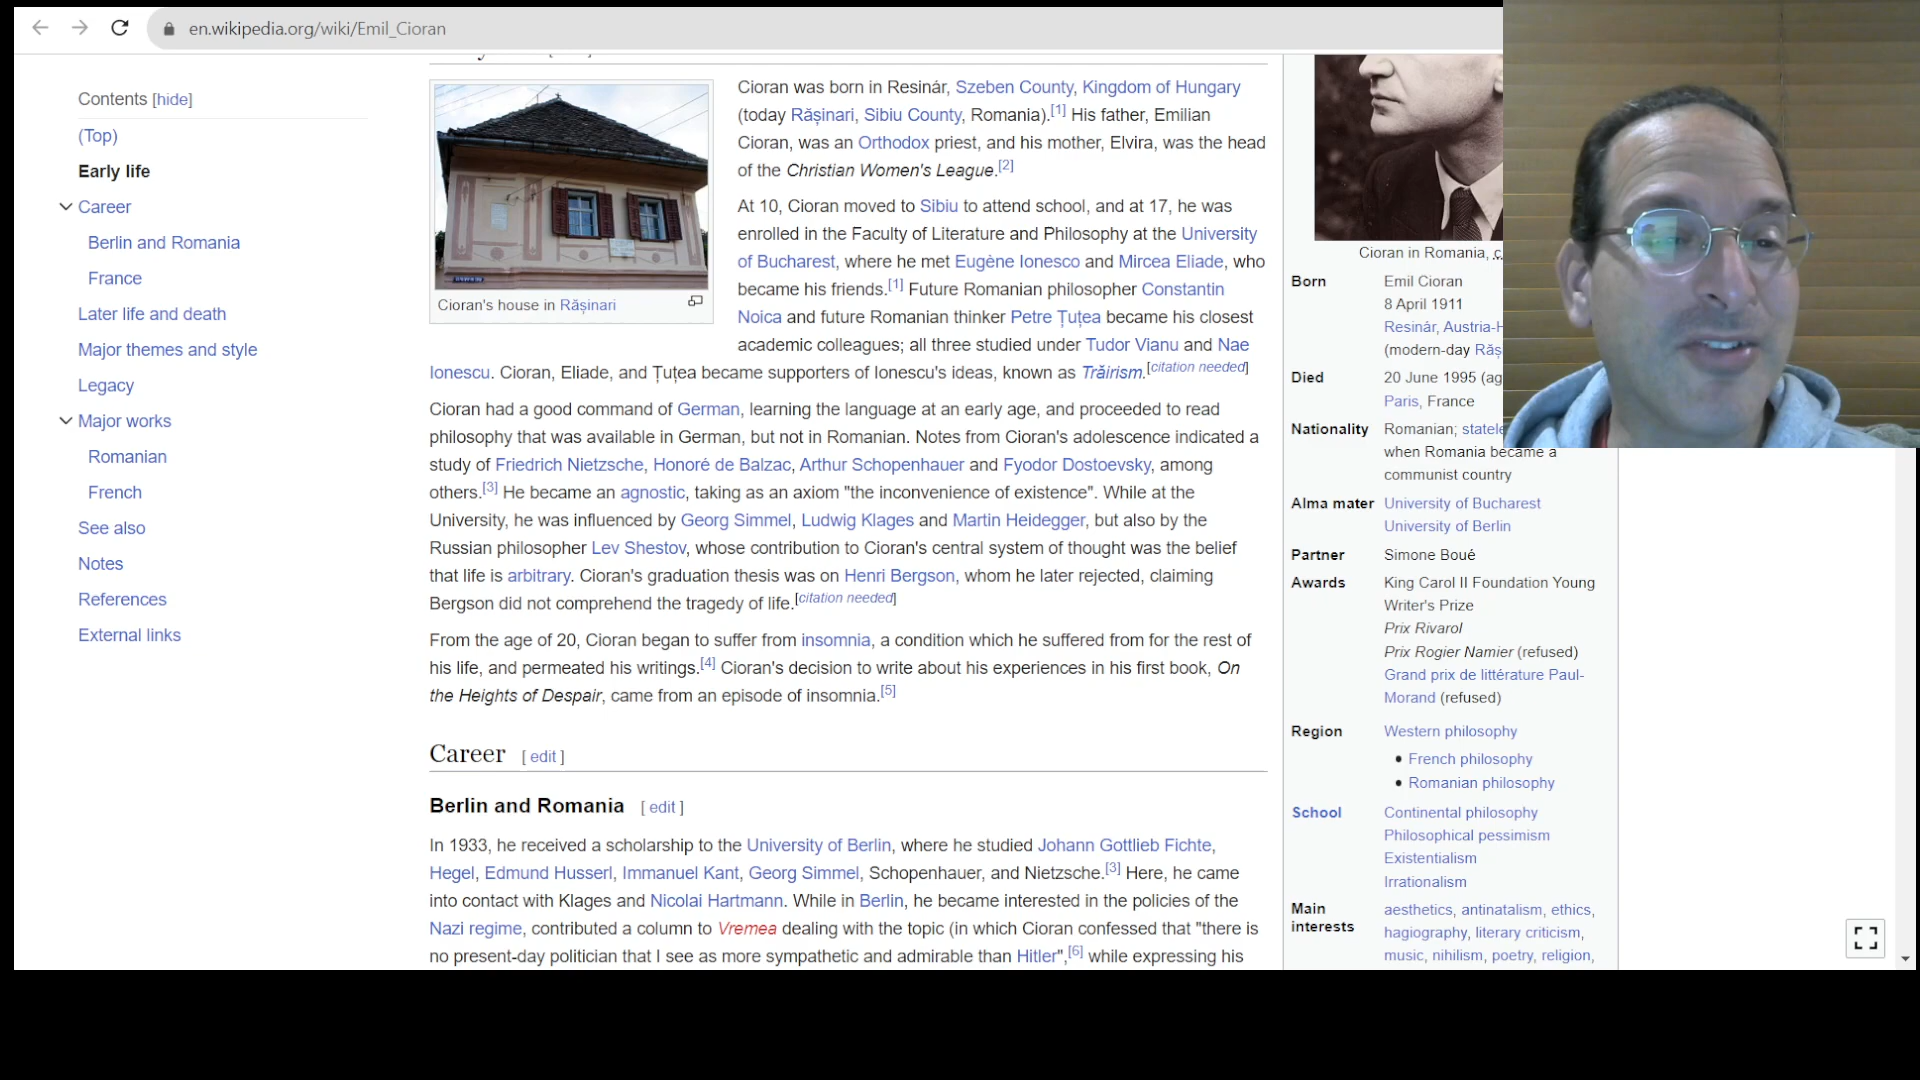 en.wikipedia.org/wiki/Emil_Cioran
Contents [hide]
(Top)
Early life
Career
Berlin and Romania
France
Later life and death
Major themes and style
Legacy
Major works
Romanian
French
See also
Notes
References
External links
Cioran's house in Rășinari
Cioran was born in Resinár, Szeben County, Kingdom of Hungary
(today Rășinari, Sibiu County, Romania).[1] His father, Emilian
Cioran, was an Orthodox priest, and his mother, Elvira, was the head
of the Christian Women's League.[2]
At 10, Cioran moved to Sibiu to attend school, and at 17, he was
enrolled in the Faculty of Literature and Philosophy at the University
of Bucharest, where he met Eugène Ionesco and Mircea Eliade, who
became his friends.[1] Future Romanian philosopher Constantin
Noica and future Romanian thinker Petre Țuțea became his closest
academic colleagues; all three studied under Tudor Vianu and Nae
Ionescu. Cioran, Eliade, and Țuțea became supporters of Ionescu's ideas, known as Trăirism.[citation needed]
Cioran had a good command of German, learning the language at an early age, and proceeded to read
philosophy that was available in German, but not in Romanian. Notes from Cioran's adolescence indicated a
study of Friedrich Nietzsche, Honoré de Balzac, Arthur Schopenhauer and Fyodor Dostoevsky, among
others.[3] He became an agnostic, taking as an axiom "the inconvenience of existence". While at the
University, he was influenced by Georg Simmel, Ludwig Klages and Martin Heidegger, but also by the
Russian philosopher Lev Shestov, whose contribution to Cioran's central system of thought was the belief
that life is arbitrary. Cioran's graduation thesis was on Henri Bergson, whom he later rejected, claiming
Bergson did not comprehend the tragedy of life.[citation needed]
From the age of 20, Cioran began to suffer from insomnia, a condition which he suffered from for the rest of
his life, and permeated his writings.[4] Cioran's decision to write about his experiences in his first book, On
the Heights of Despair, came from an episode of insomnia.[5]
Career [ edit ]
Berlin and Romania [ edit ]
In 1933, he received a scholarship to the University of Berlin, where he studied Johann Gottlieb Fichte,
Hegel, Edmund Husserl, Immanuel Kant, Georg Simmel, Schopenhauer, and Nietzsche.[3] Here, he came
into contact with Klages and Nicolai Hartmann. While in Berlin, he became interested in the policies of the
Nazi regime, contributed a column to Vremea dealing with the topic (in which Cioran confessed that "there is
no present-day politician that I see as more sympathetic and admirable than Hitler",[6] while expressing his
Cioran in Romania,
Born Emil Cioran
8 April 1911
Resinár, Austria-H
(modern-day Răș
Died 20 June 1995 (ag
Paris, France
Nationality Romanian; statele
when Romania became a
communist country
Alma mater University of Bucharest
University of Berlin
Partner Simone Boué
Awards King Carol II Foundation Young
Writer's Prize
Prix Rivarol
Prix Rogier Namier (refused)
Grand prix de littérature Paul-
Morand (refused)
Region Western philosophy
• French philosophy
• Romanian philosophy
School Continental philosophy
Philosophical pessimism
Existentialism
Irrationalism
Main interests aesthetics, antinatalism, ethics,
hagiography, literary criticism,
music, nihilism, poetry, religion,